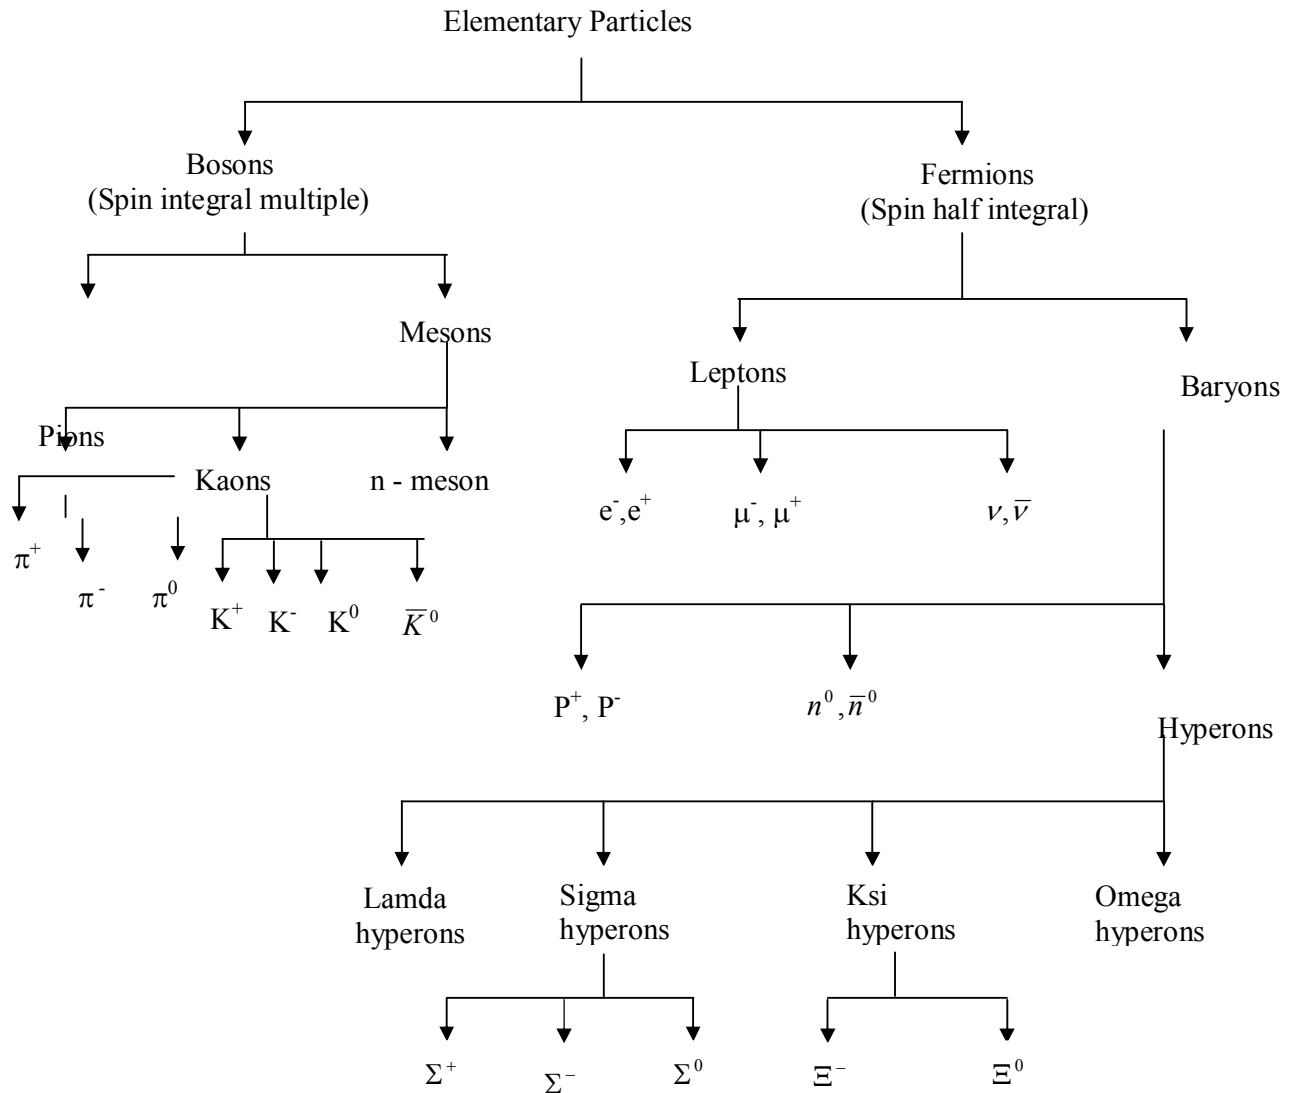 Elementary Particles
Bosons
(Spin integral multiple)
Fermions
(Spin half integral)
Mesons
Leptons
Baryons
Pions
Kaons
n - meson
e⁻,e⁺
μ⁻, μ⁺
ν, ν̅
π⁺
π⁻
π⁰
K⁺
K⁻
K⁰
K̅⁰
P⁺, P⁻
n⁰, n̅⁰
Hyperons
Lamda
hyperons
Sigma
hyperons
Ksi
hyperons
Omega
hyperons
Σ⁺
Σ⁻
Σ⁰
Ξ⁻
Ξ⁰